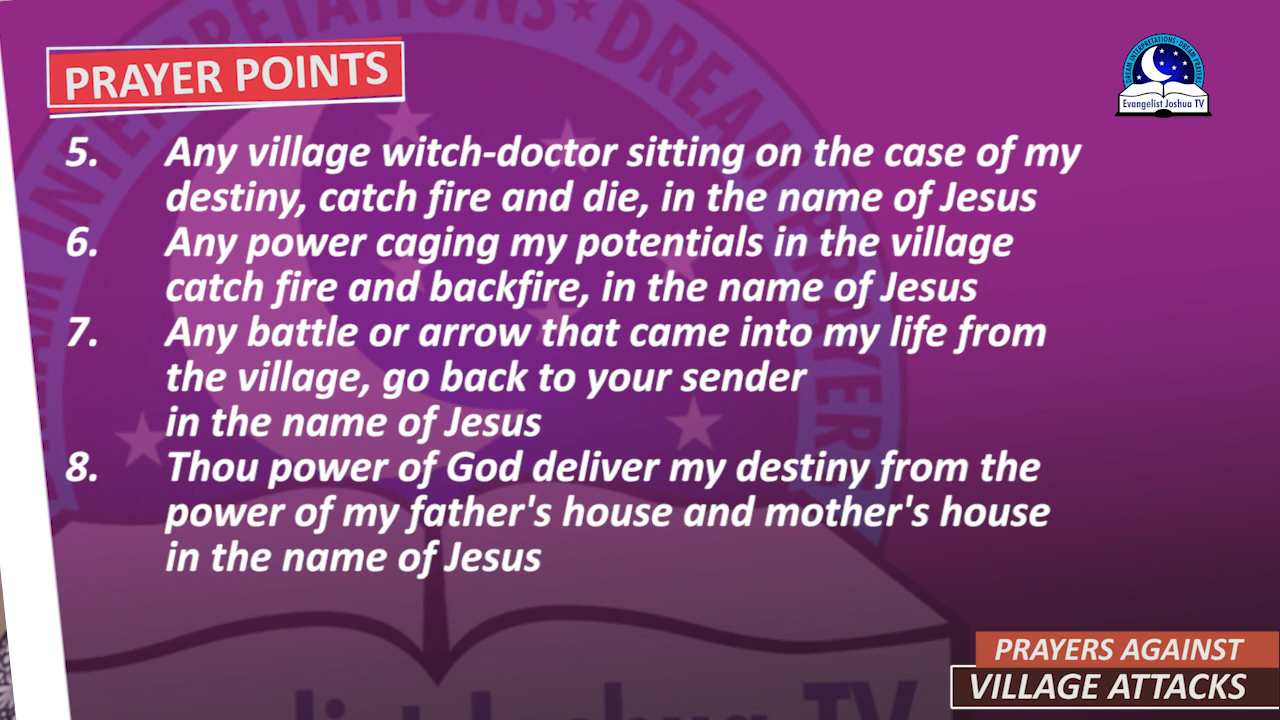 PRAYER POINTS
DREAM INTERPRETATIONS • DREAM PRAYERS
Evangelist Joshua TV
5. Any village witch-doctor sitting on the case of my
destiny, catch fire and die, in the name of Jesus
6. Any power caging my potentials in the village
catch fire and backfire, in the name of Jesus
7. Any battle or arrow that came into my life from
the village, go back to your sender
in the name of Jesus
8. Thou power of God deliver my destiny from the
power of my father's house and mother's house
in the name of Jesus
PRAYERS AGAINST
VILLAGE ATTACKS